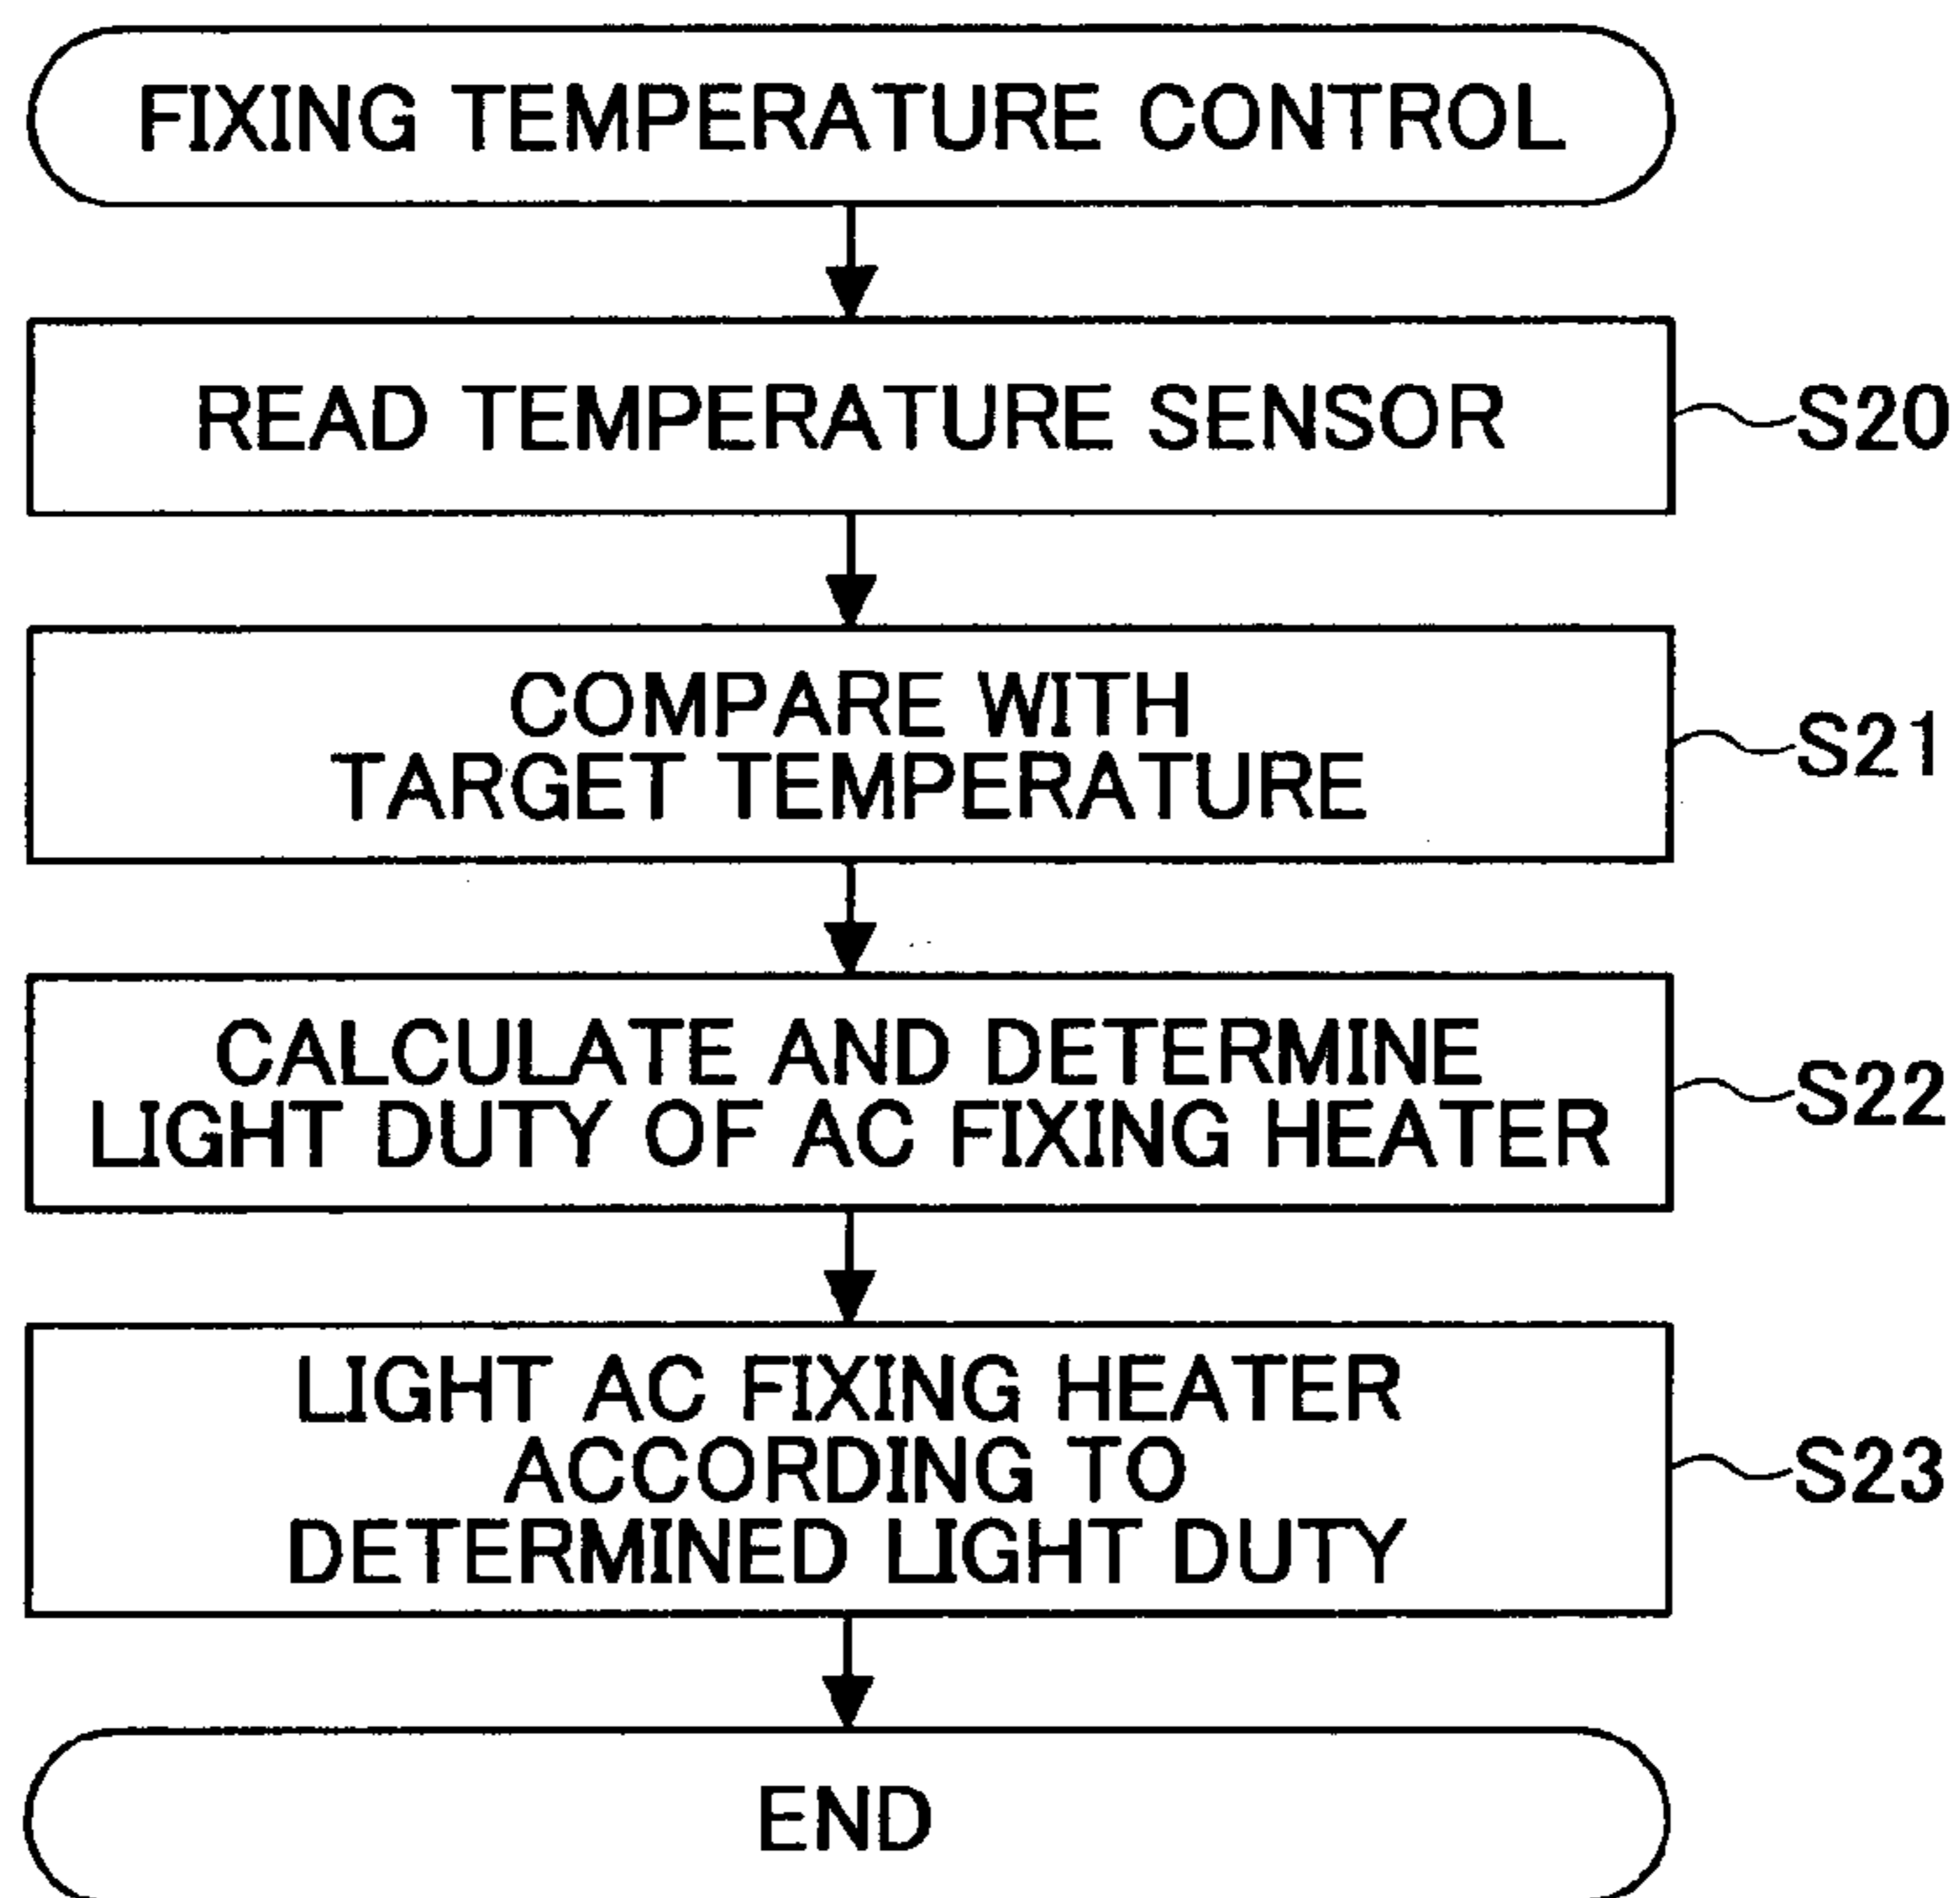 FIXING TEMPERATURE CONTROL
READ TEMPERATURE SENSOR
S20
COMPARE WITH
TARGET TEMPERATURE
S21
CALCULATE AND DETERMINE
LIGHT DUTY OF AC FIXING HEATER
S22
LIGHT AC FIXING HEATER
ACCORDING TO
DETERMINED LIGHT DUTY
S23
END